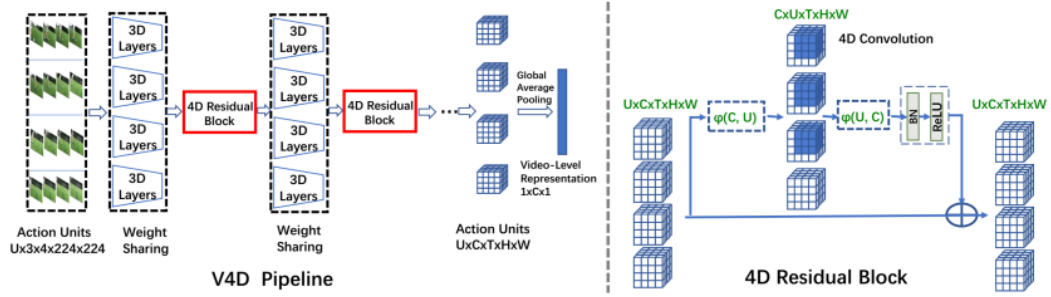 3D
Layers
3D
Layers
3D
Layers
3D
Layers
4D Residual
Block
3D
Layers
3D
Layers
3D
Layers
3D
Layers
4D Residual
Block
...
Global
Average
Pooling
Video-Level
Representation
1xCx1
Action Units
Ux3x4x224x224
Weight
Sharing
Weight
Sharing
Action Units
UxCxTxHxW
V4D Pipeline
CxUxTxHxW
4D Convolution
UxCxTxHxW
φ(C, U)
φ(U, C)
BN
ReLU
UxCxTxHxW
4D Residual Block